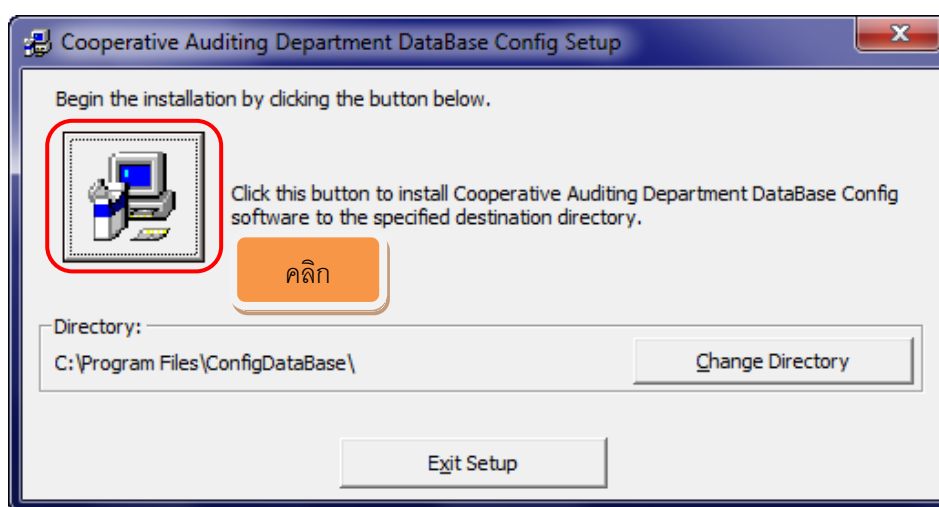 Cooperative Auditing Department DataBase Config Setup
Begin the installation by clicking the button below.
Click this button to install Cooperative Auditing Department DataBase Config
software to the specified destination directory.
คลิก
Directory:
C:\Program Files\ConfigDataBase\
Change Directory
Exit Setup